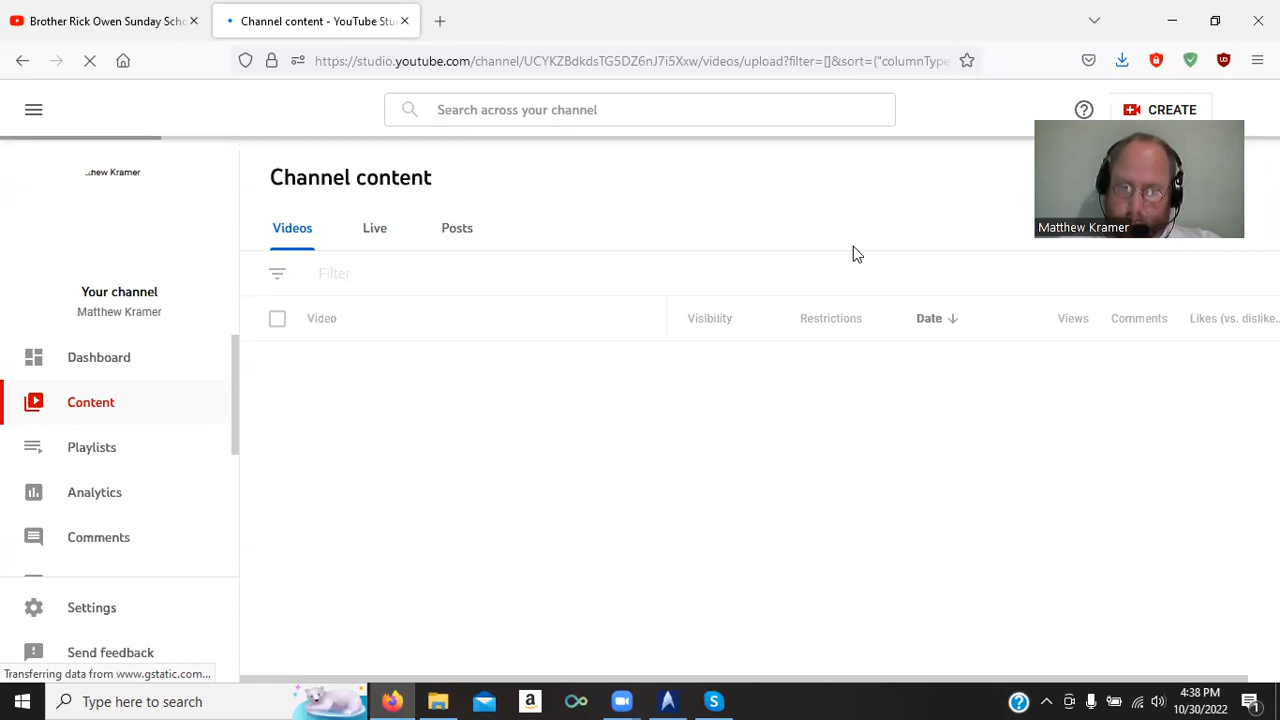 Brother Rick Owen Sunday Sch
Channel content - YouTube Stu
https://studio.youtube.com/channel/UCYKZBdkdsTG5DZ6nJ7i5Xxw/videos/upload?filter=[]&sort={"columnType
Search across your channel
CREATE
hew Kramer
Channel content
Matthew Kramer
Videos
Live
Posts
Filter
Your channel
Matthew Kramer
Video
Visibility
Restrictions
Date
Views
Comments
Likes (vs. dislike...
Dashboard
Content
Playlists
Analytics
Comments
Settings
Send feedback
Transferring data from www.gstatic.com...
Type here to search
4:38 PM
10/30/2022